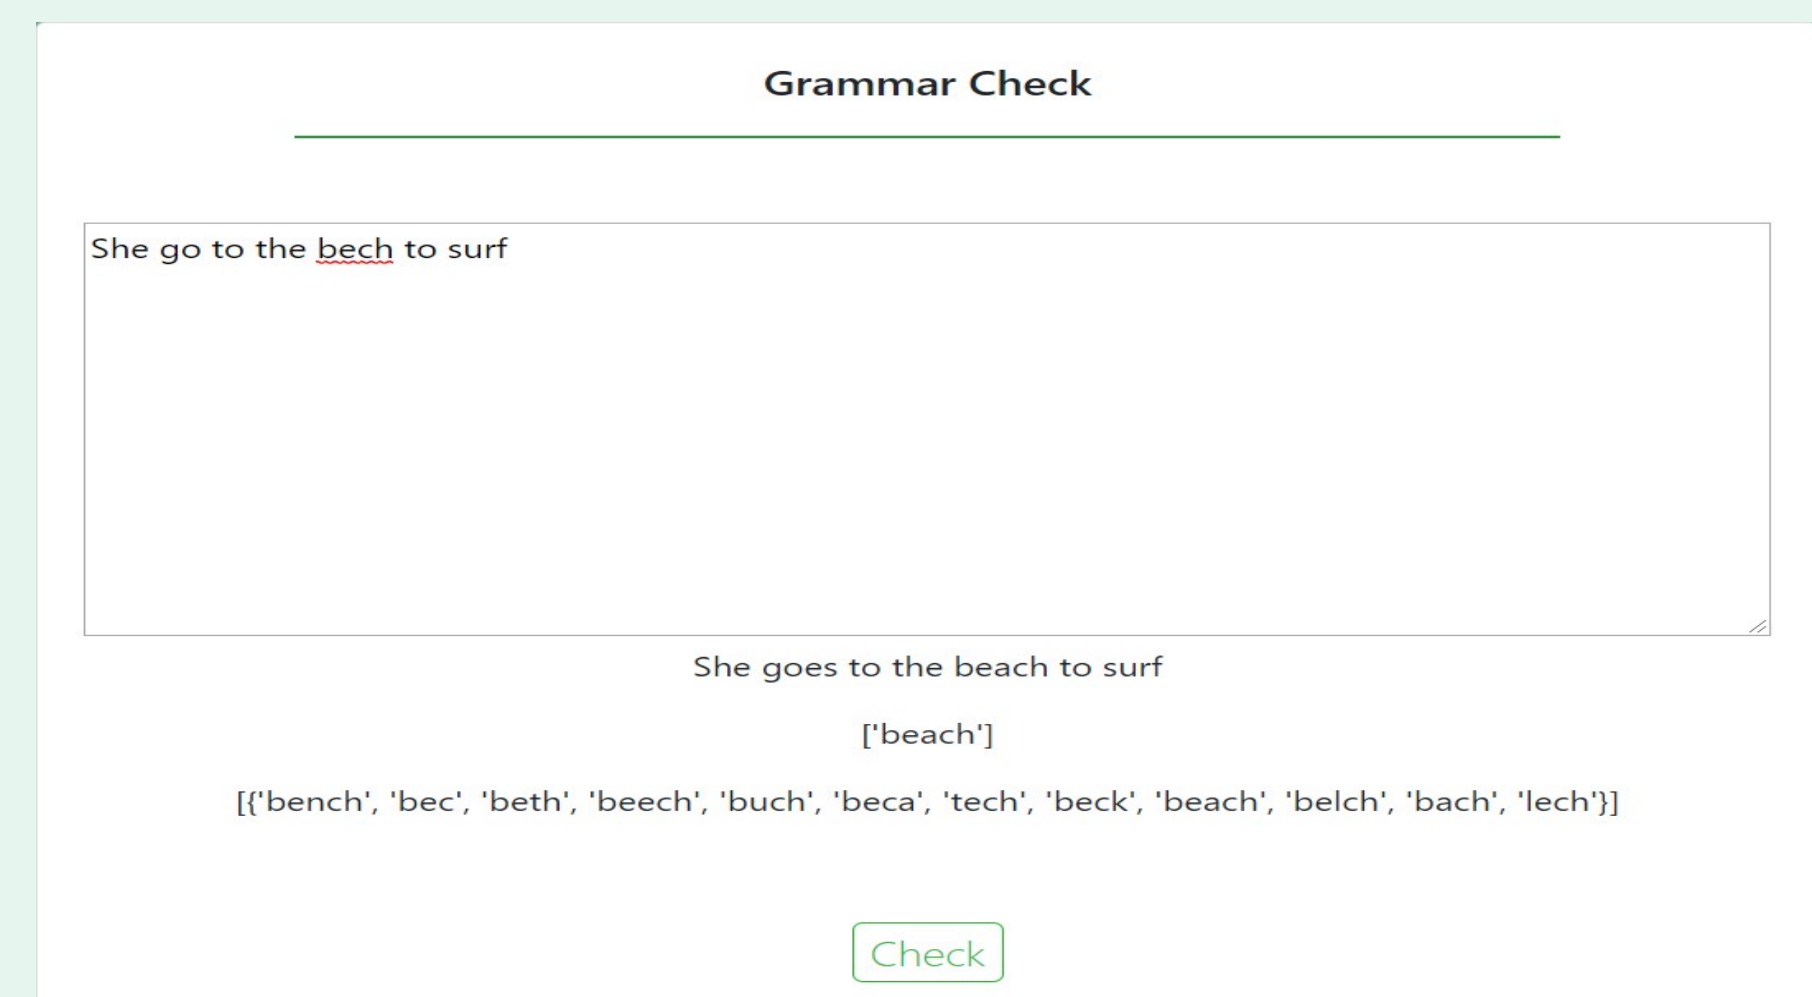 Grammar Check
She go to the bech to surf
She goes to the beach to surf
['beach']
[{'bench', 'bec', 'beth', 'beech', 'buch', 'beca', 'tech', 'beck', 'beach', 'belch', 'bach', 'lech'}]
Check